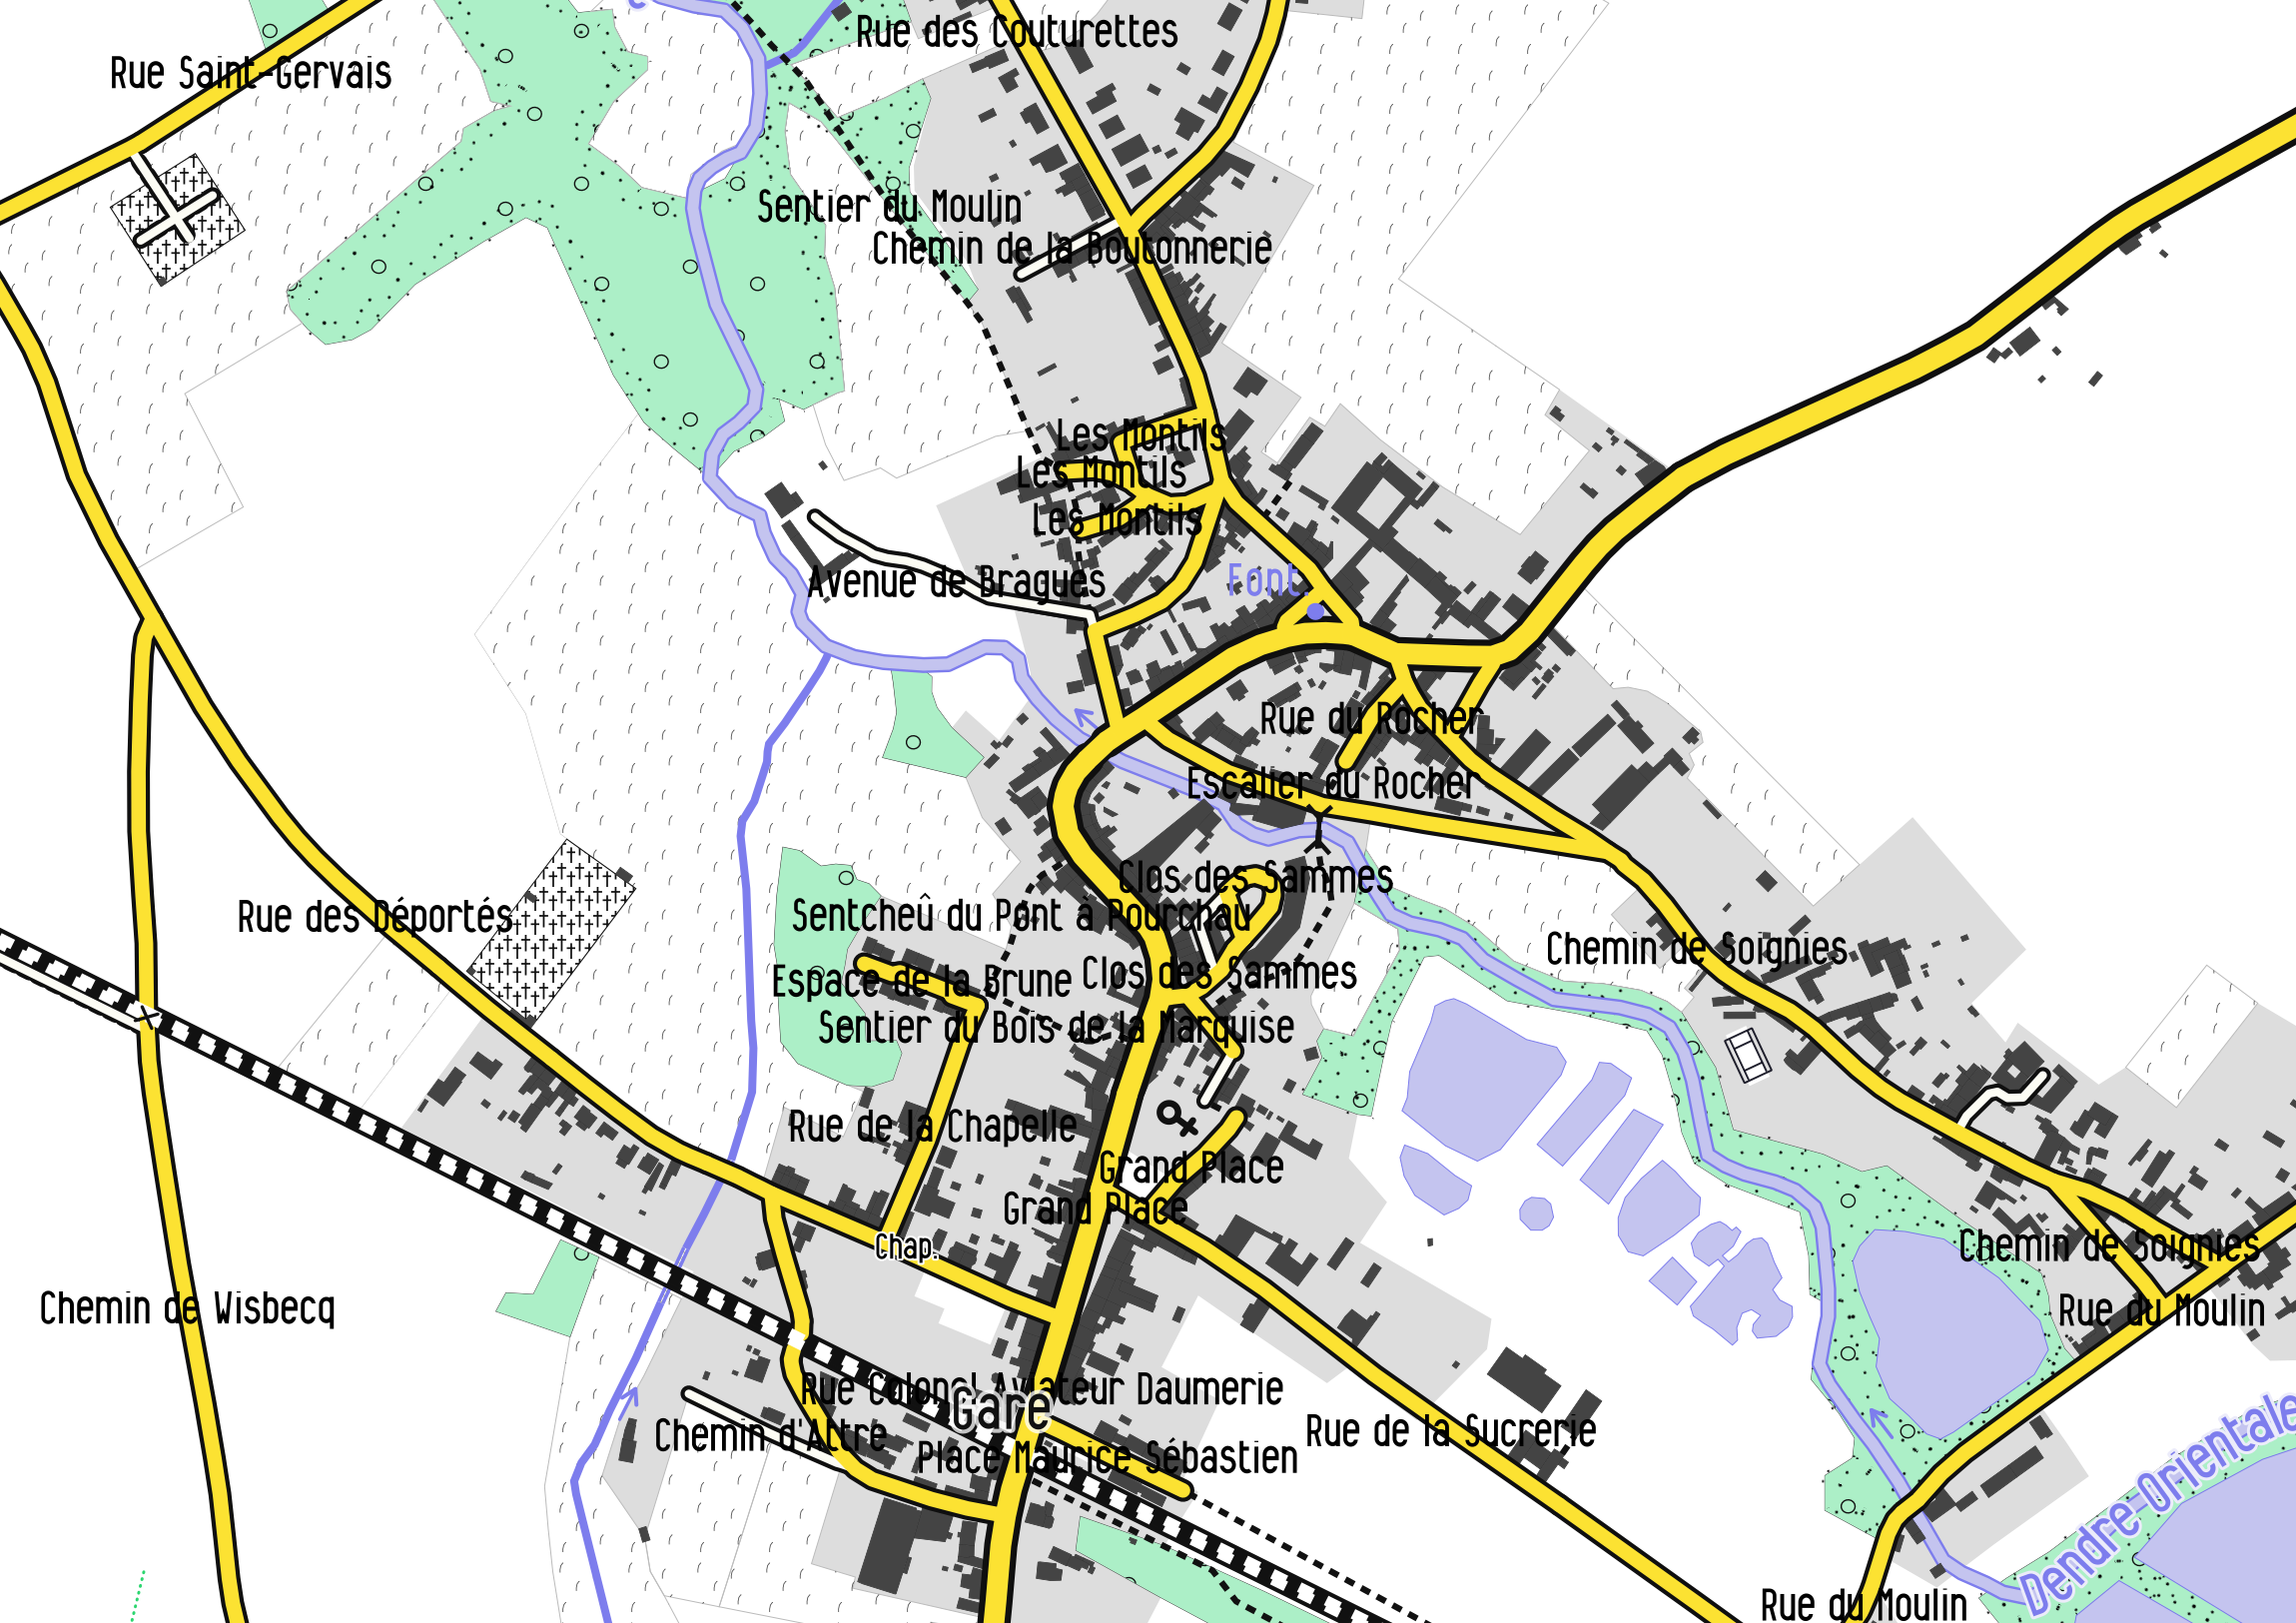 Rue des Couturettes
Rue Saint-Gervais
Sentier du Moulin
Chemin de la Boutonnerie
Les Montils
Les Montils
Les Montils
Avenue de Bragues
Font.
Rue du Rocher
Escalier du Rocher
Clos des Sammes
Rue des Déportés
Sentcheû du Pont à Pourchau
Chemin de Soignies
Espace de la Brune
Clos des Sammes
Sentier du Bois de la Marquise
Rue de la Chapelle
Grand Place
Grand Place
Chap.
Chemin de Soignies
Chemin de Wisbecq
Rue du Moulin
Rue Colonel Aviateur Daumerie
Gare
Chemin d'Attre
Place Maurice Sébastien
Rue de la Sucrerie
Dendre Orientale
Rue du Moulin